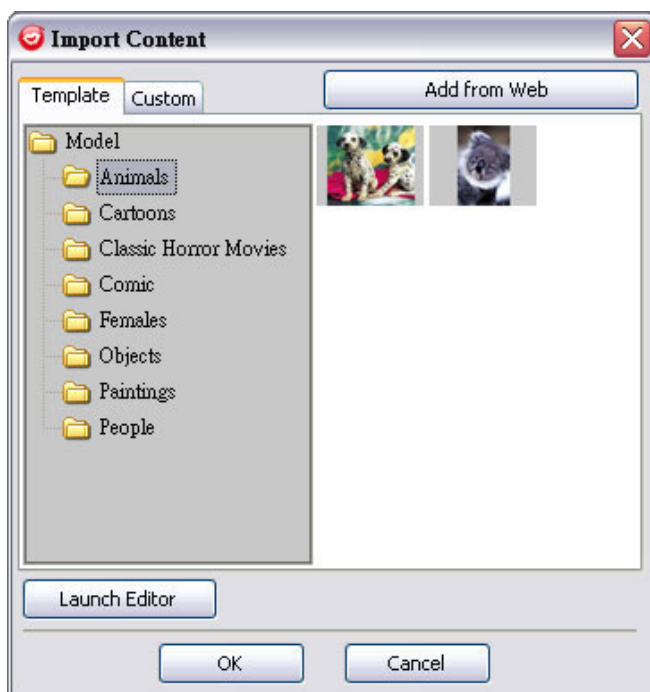 Import Content
Template
Custom
Add from Web
Model
Animals
Cartoons
Classic Horror Movies
Comic
Females
Objects
Paintings
People
Launch Editor
OK
Cancel